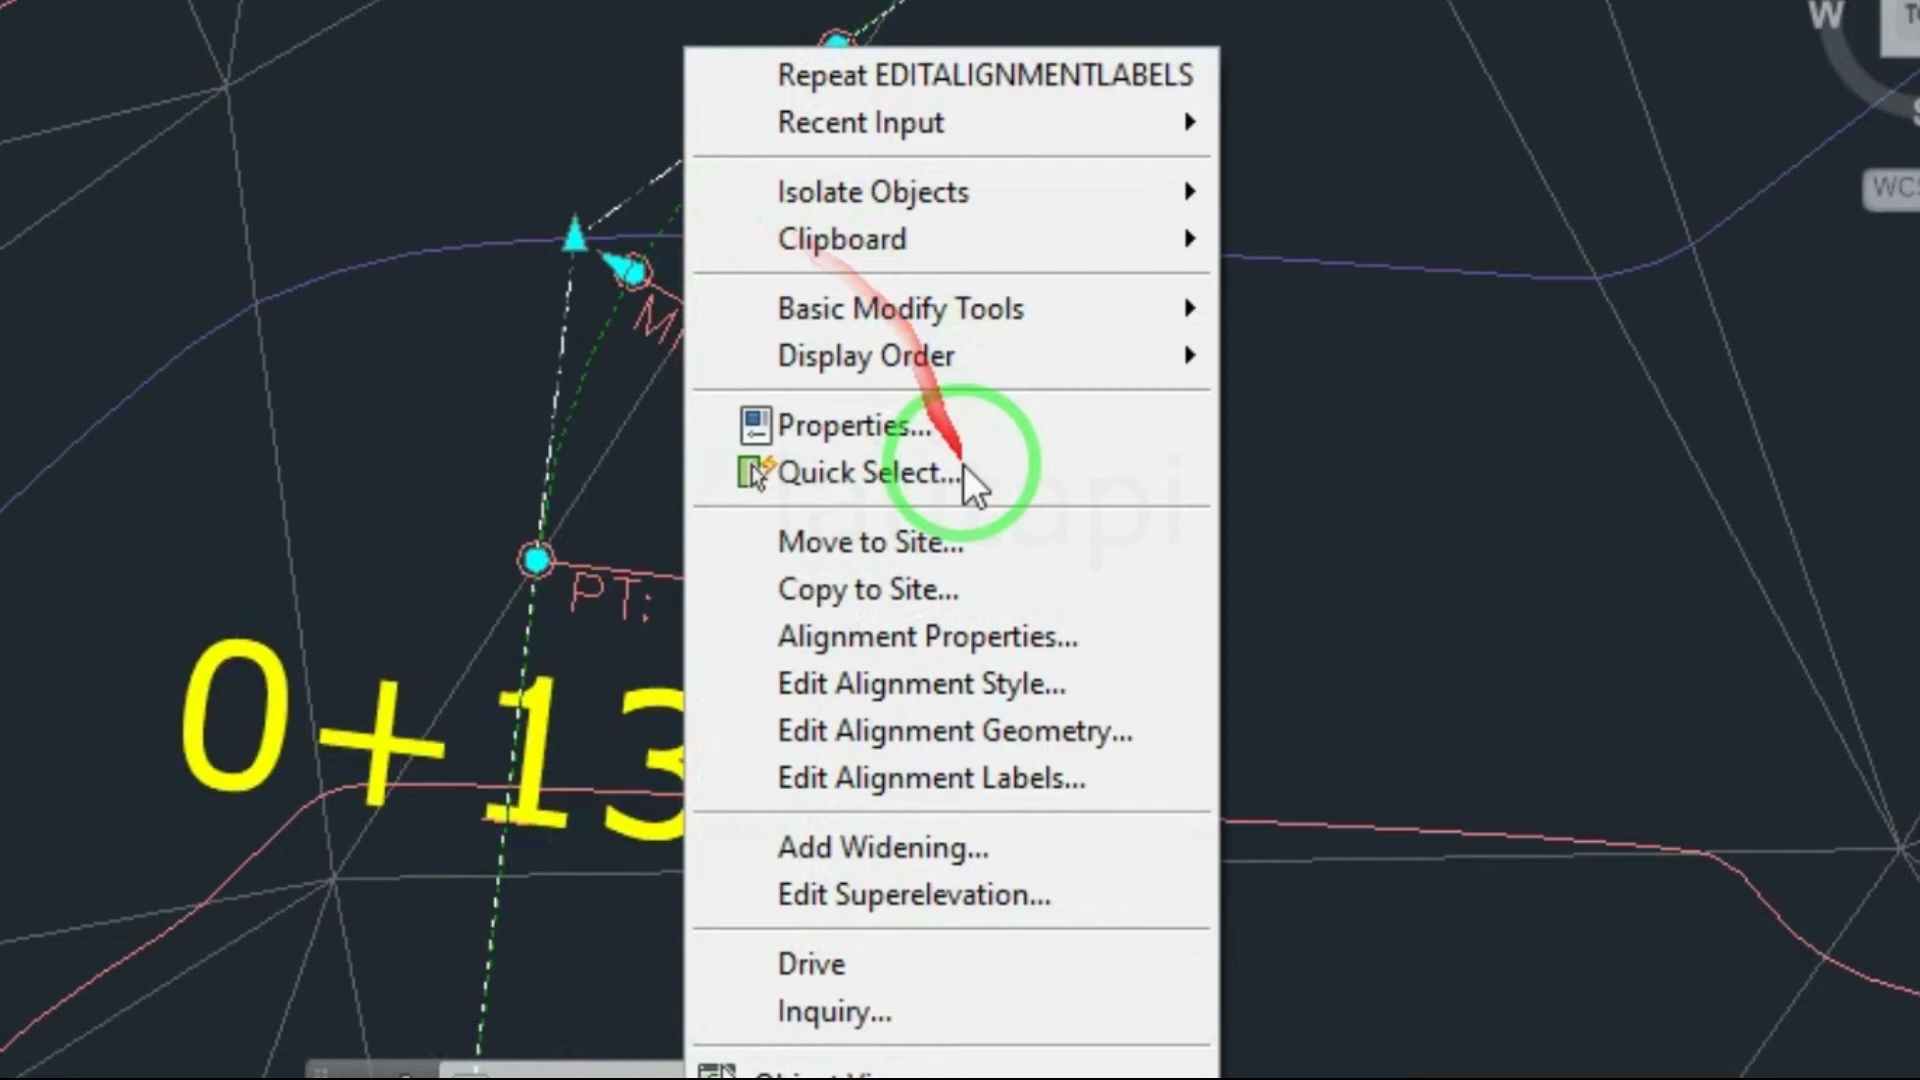 W
Repeat EDITALIGNMENTLABELS
Recent Input
Isolate Objects
Clipboard
Basic Modify Tools
Display Order
Properties...
Quick Select...
Move to Site...
Copy to Site...
Alignment Properties...
Edit Alignment Style...
Edit Alignment Geometry...
Edit Alignment Labels...
Add Widening...
Edit Superelevation...
Drive
Inquiry...
PT:
0+13